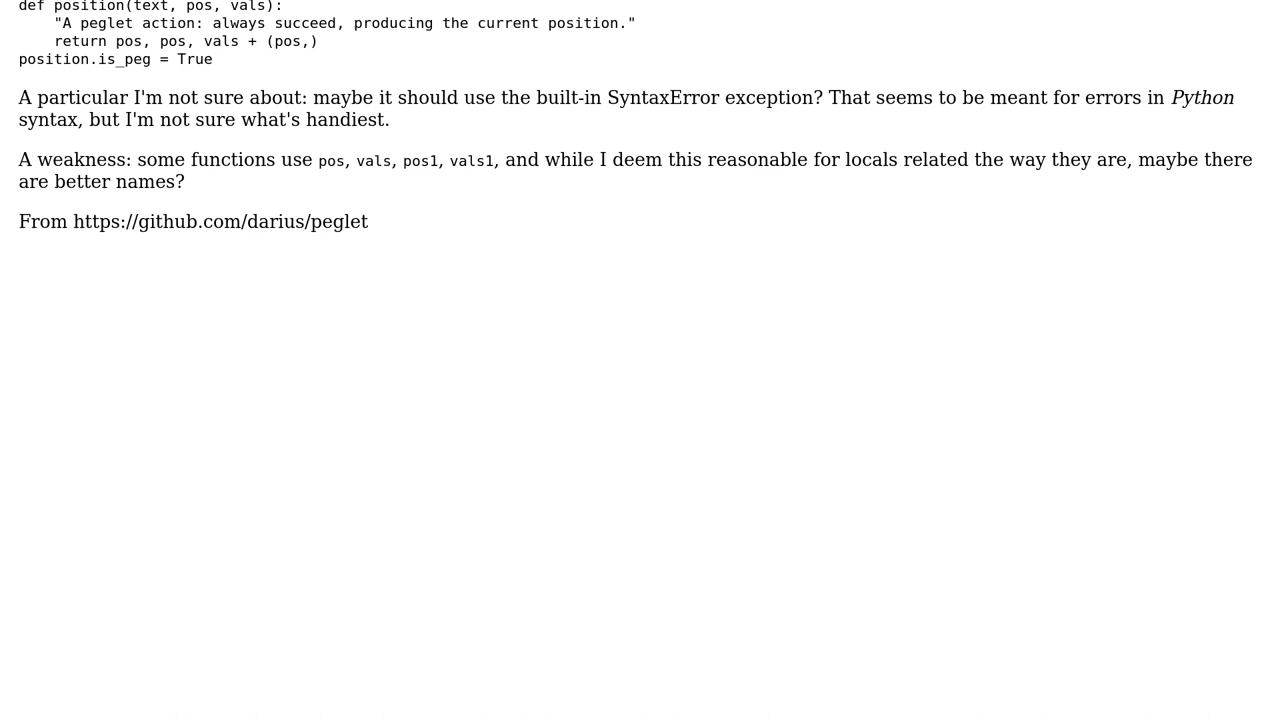 def position(text, pos, vals):
    "A peglet action: always succeed, producing the current position."
    return pos, pos, vals + (pos,)
position.is_peg = True
A particular I'm not sure about: maybe it should use the built-in SyntaxError exception? That seems to be meant for errors in Python
syntax, but I'm not sure what's handiest.
A weakness: some functions use pos, vals, pos1, vals1, and while I deem this reasonable for locals related the way they are, maybe there
are better names?
From https://github.com/darius/peglet